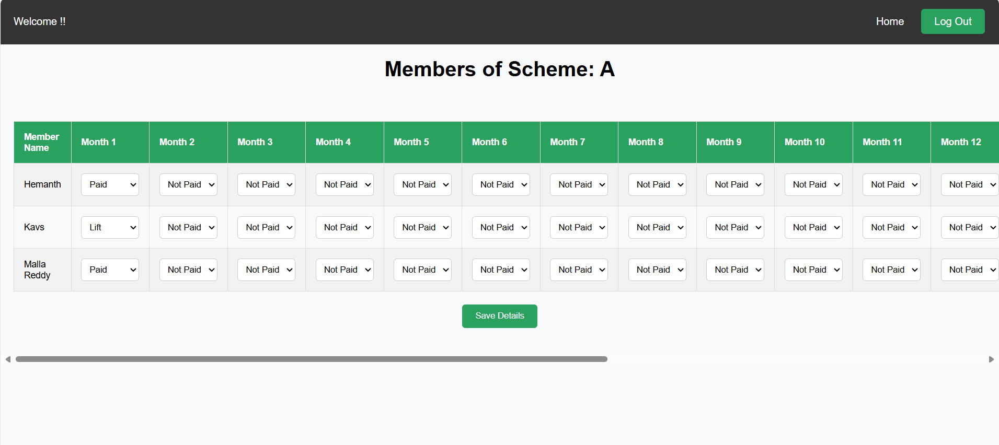 Welcome !! Home Log Out
Members of Scheme: A
Member Name Month 1 Month 2 Month 3 Month 4 Month 5 Month 6 Month 7 Month 8 Month 9 Month 10 Month 11 Month 12
Hemanth Paid Not Paid Not Paid Not Paid Not Paid Not Paid Not Paid Not Paid Not Paid Not Paid Not Paid Not Paid
Kavs Lift Not Paid Not Paid Not Paid Not Paid Not Paid Not Paid Not Paid Not Paid Not Paid Not Paid Not Paid
Malla Reddy Paid Not Paid Not Paid Not Paid Not Paid Not Paid Not Paid Not Paid Not Paid Not Paid Not Paid Not Paid
Save Details